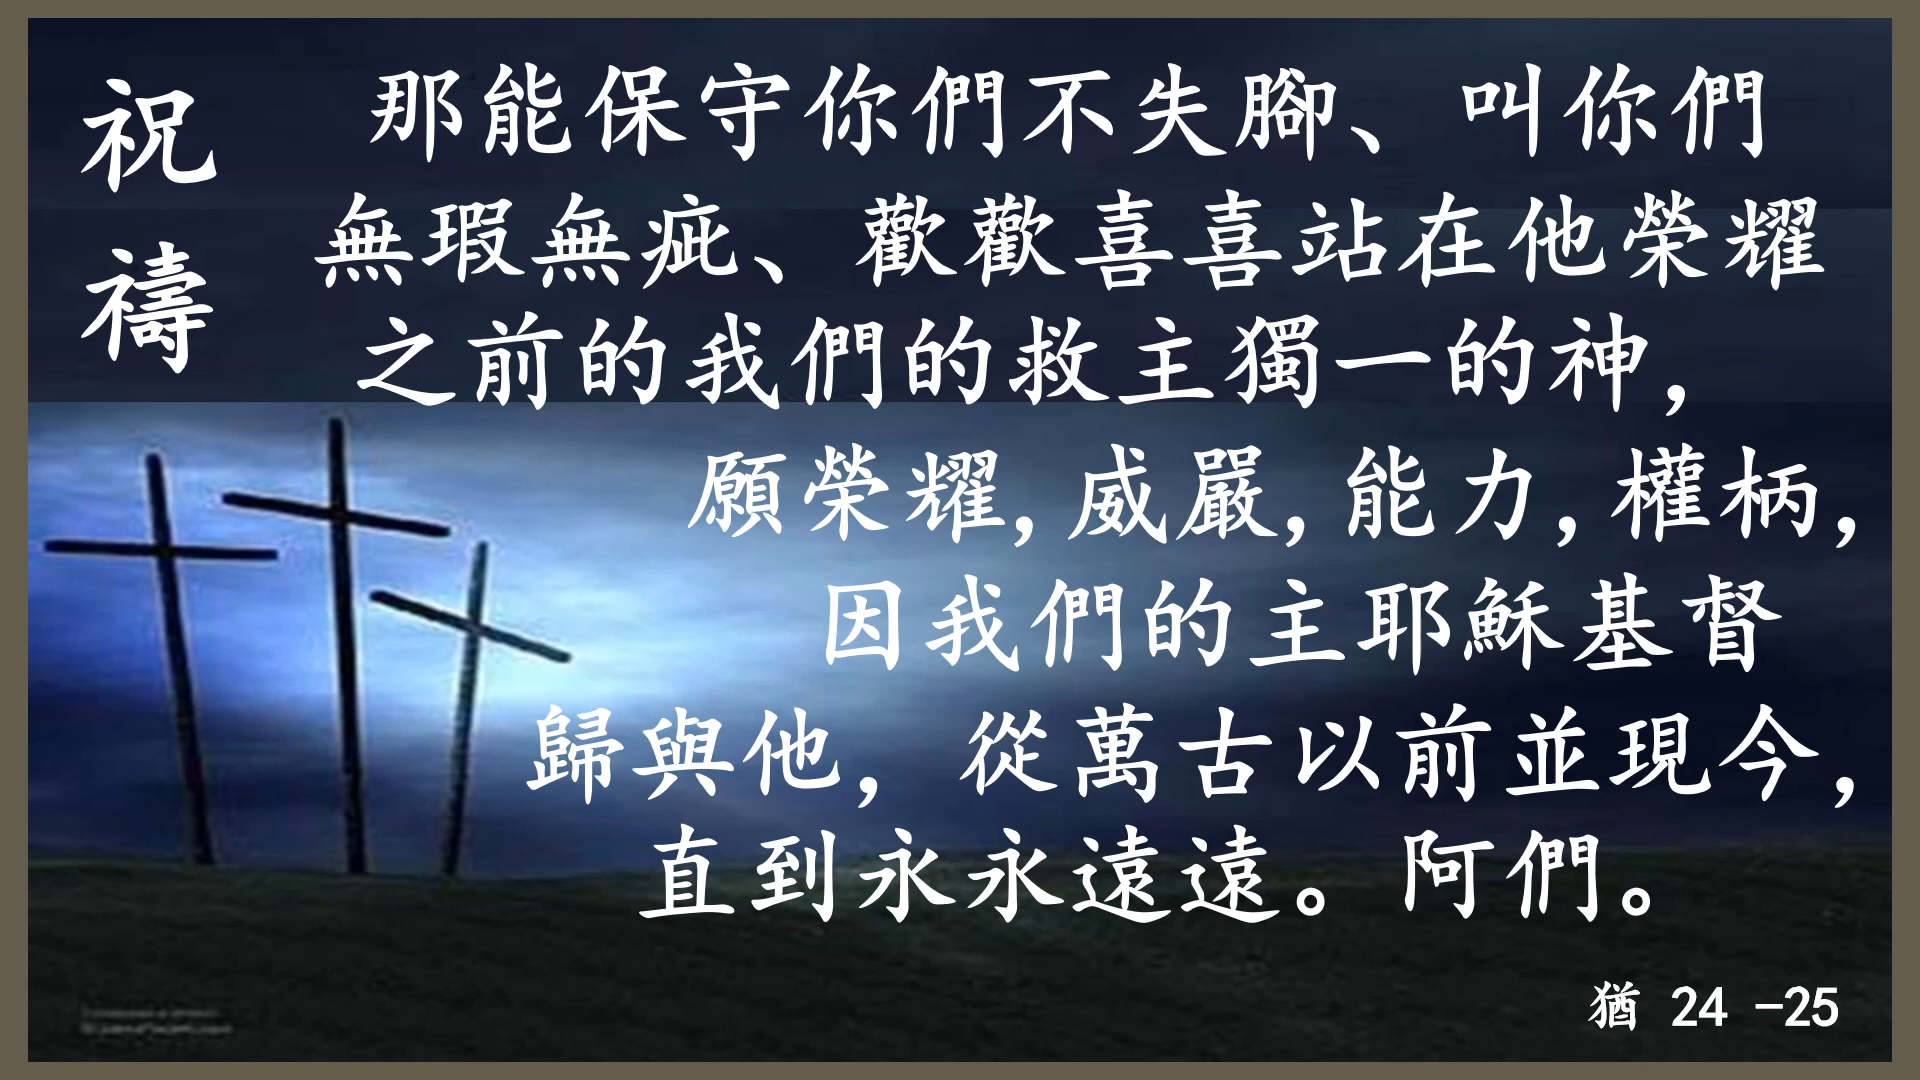 祝禱
那能保守你們不失腳、叫你們
無瑕無疵、歡歡喜喜站在他榮耀
之前的我們的救主獨一的神，
願榮耀,威嚴,能力,權柄,
因我們的主耶穌基督
歸與他，從萬古以前並現今，
直到永永遠遠。阿們。
猶 24 -25